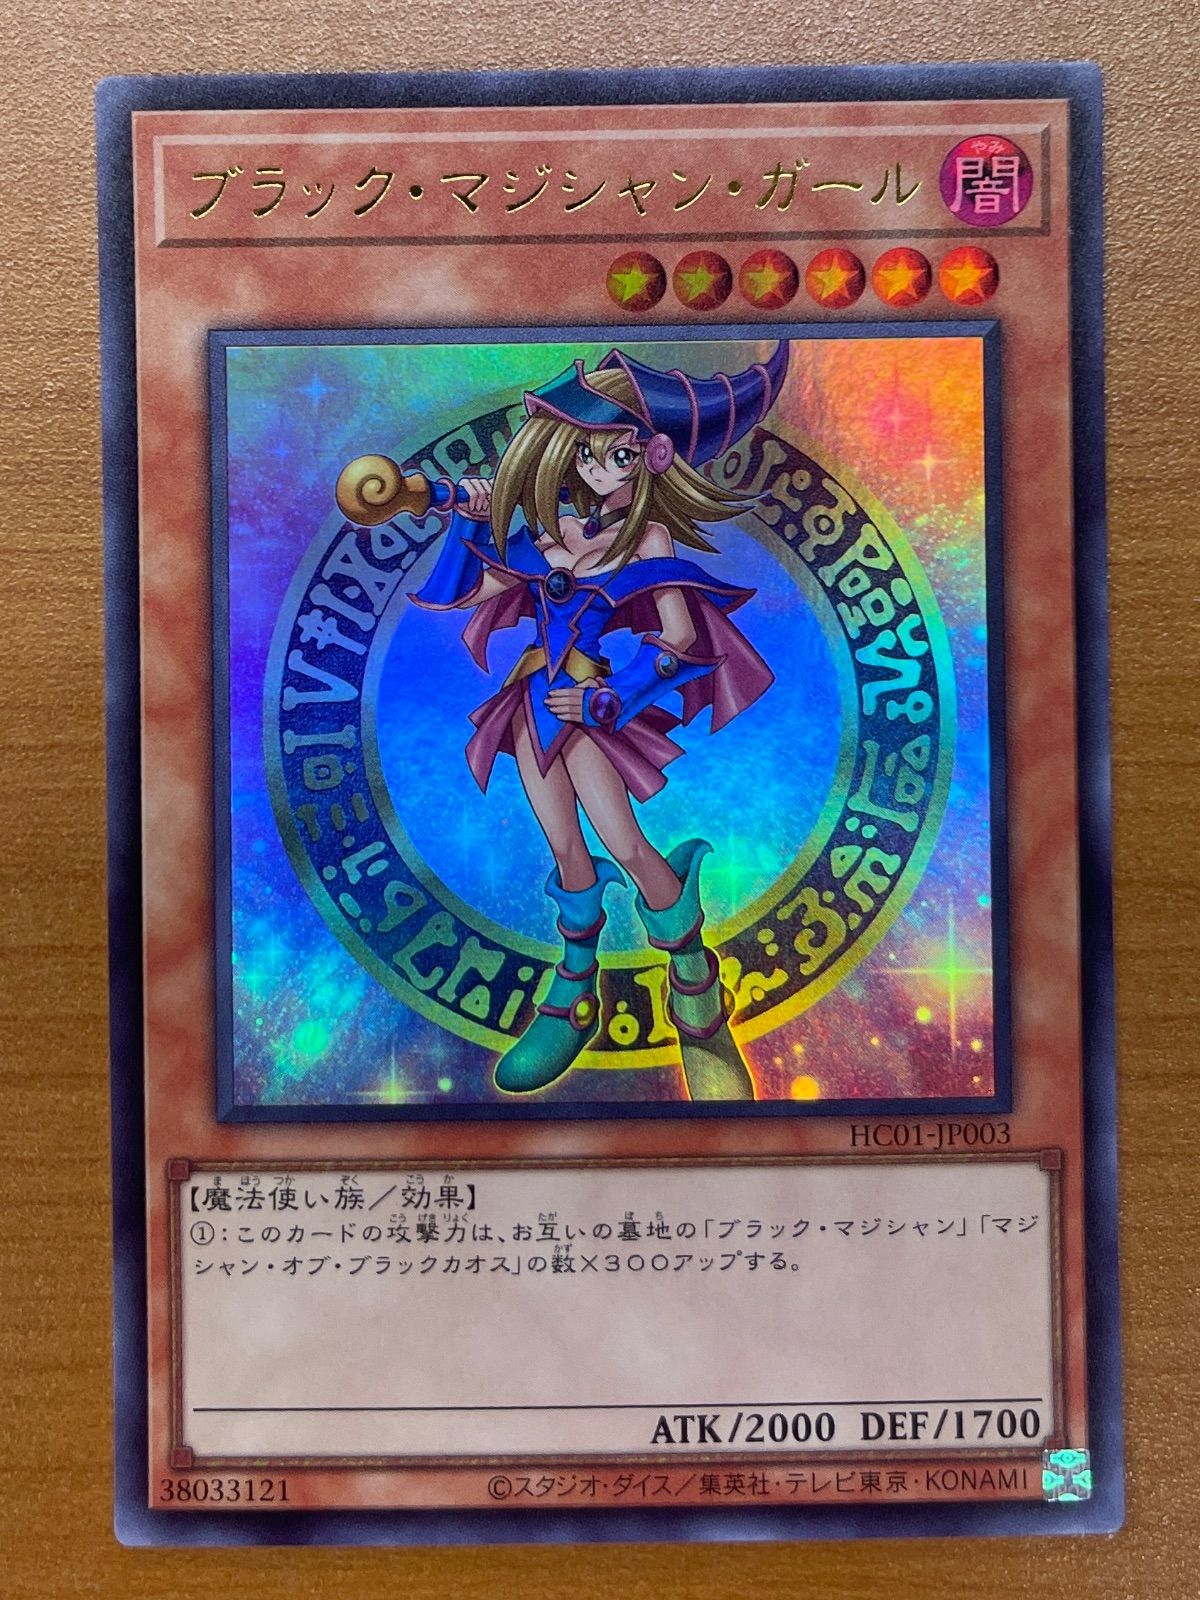 ブラック・マジシャン・ガール
やみ
闇
HC01-JP003
【魔法使い族／効果】
①：このカードの攻撃力は、お互いの墓地の「ブラック・マジシャン」「マジ
シャン・オブ・ブラックカオス」の数×３００アップする。
ATK/2000 DEF/1700
38033121
©スタジオ・ダイス／集英社・テレビ東京・KONAMI